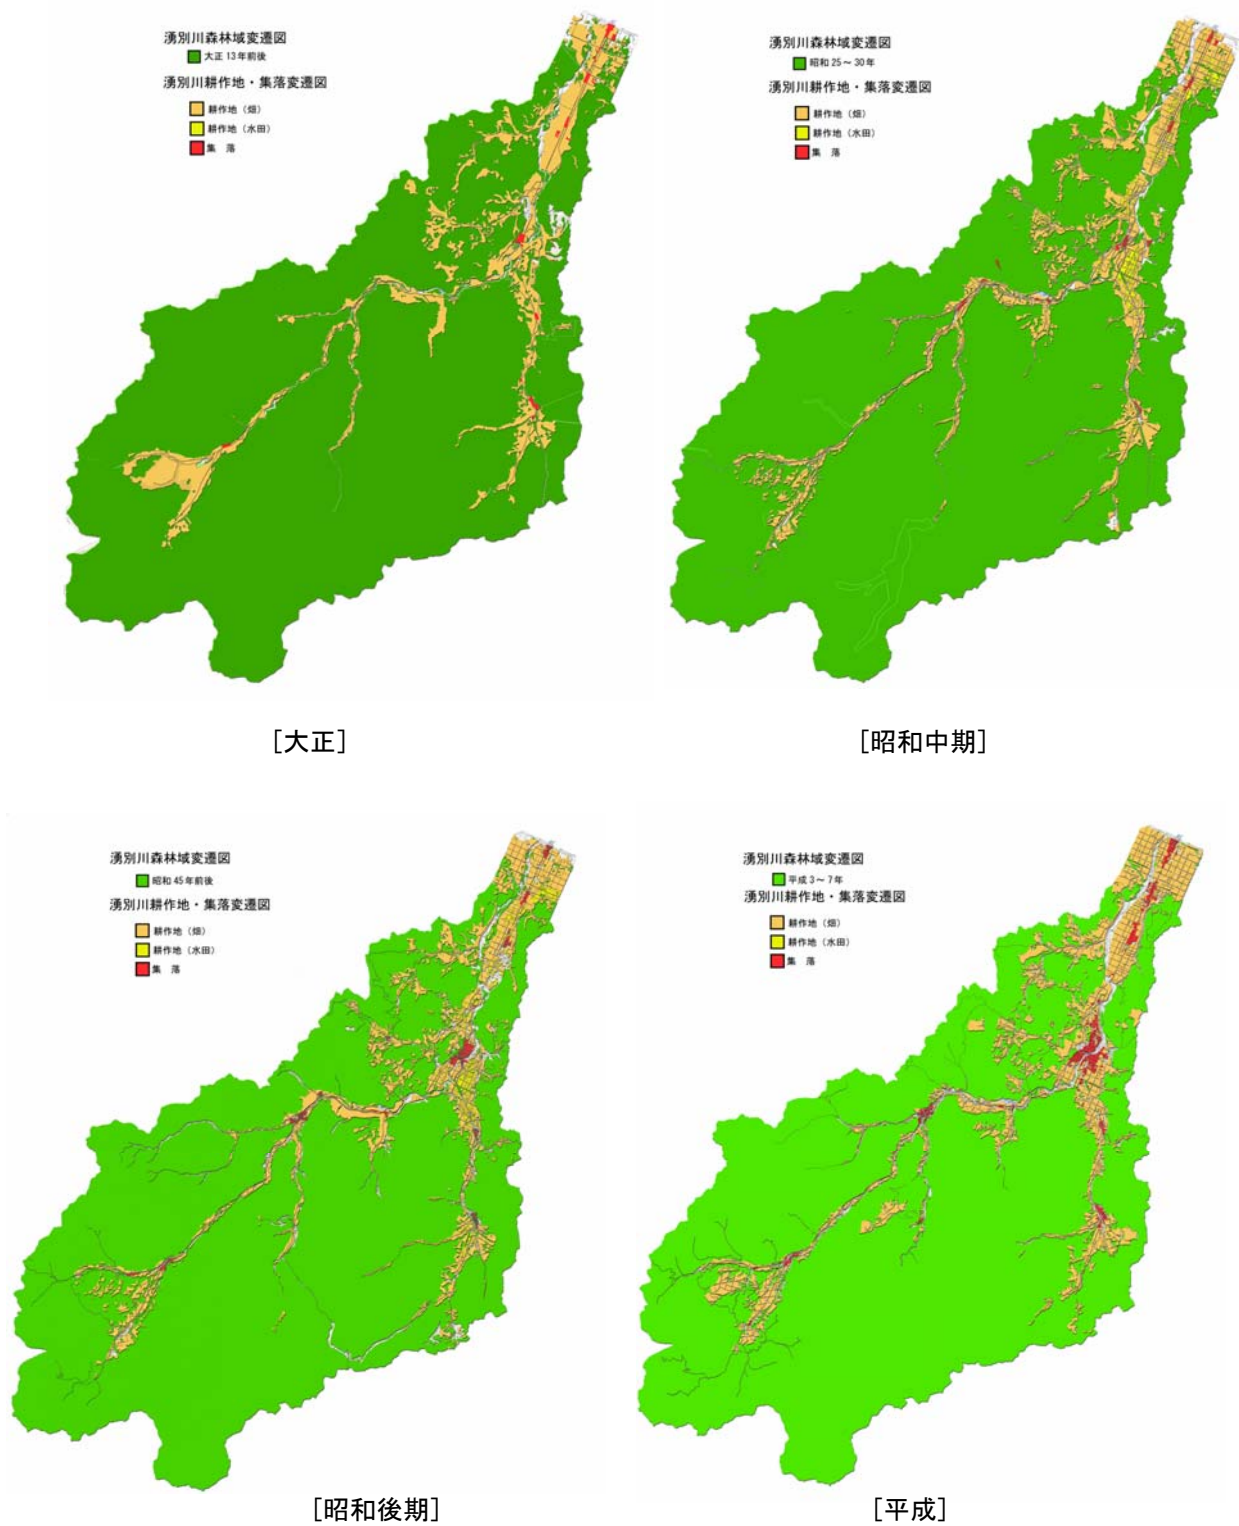 湧別川森林域変遷図
大正 13年前後
湧別川耕作地・集落変遷図
耕作地（畑）
耕作地（水田）
集 落
［大正］
湧別川森林域変遷図
昭和 25～30年
湧別川耕作地・集落変遷図
耕作地（畑）
耕作地（水田）
集 落
［昭和中期］
湧別川森林域変遷図
昭和 45年前後
湧別川耕作地・集落変遷図
耕作地（畑）
耕作地（水田）
集 落
［昭和後期］
湧別川森林域変遷図
平成 3～7年
湧別川耕作地・集落変遷図
耕作地（畑）
耕作地（水田）
集 落
［平成］